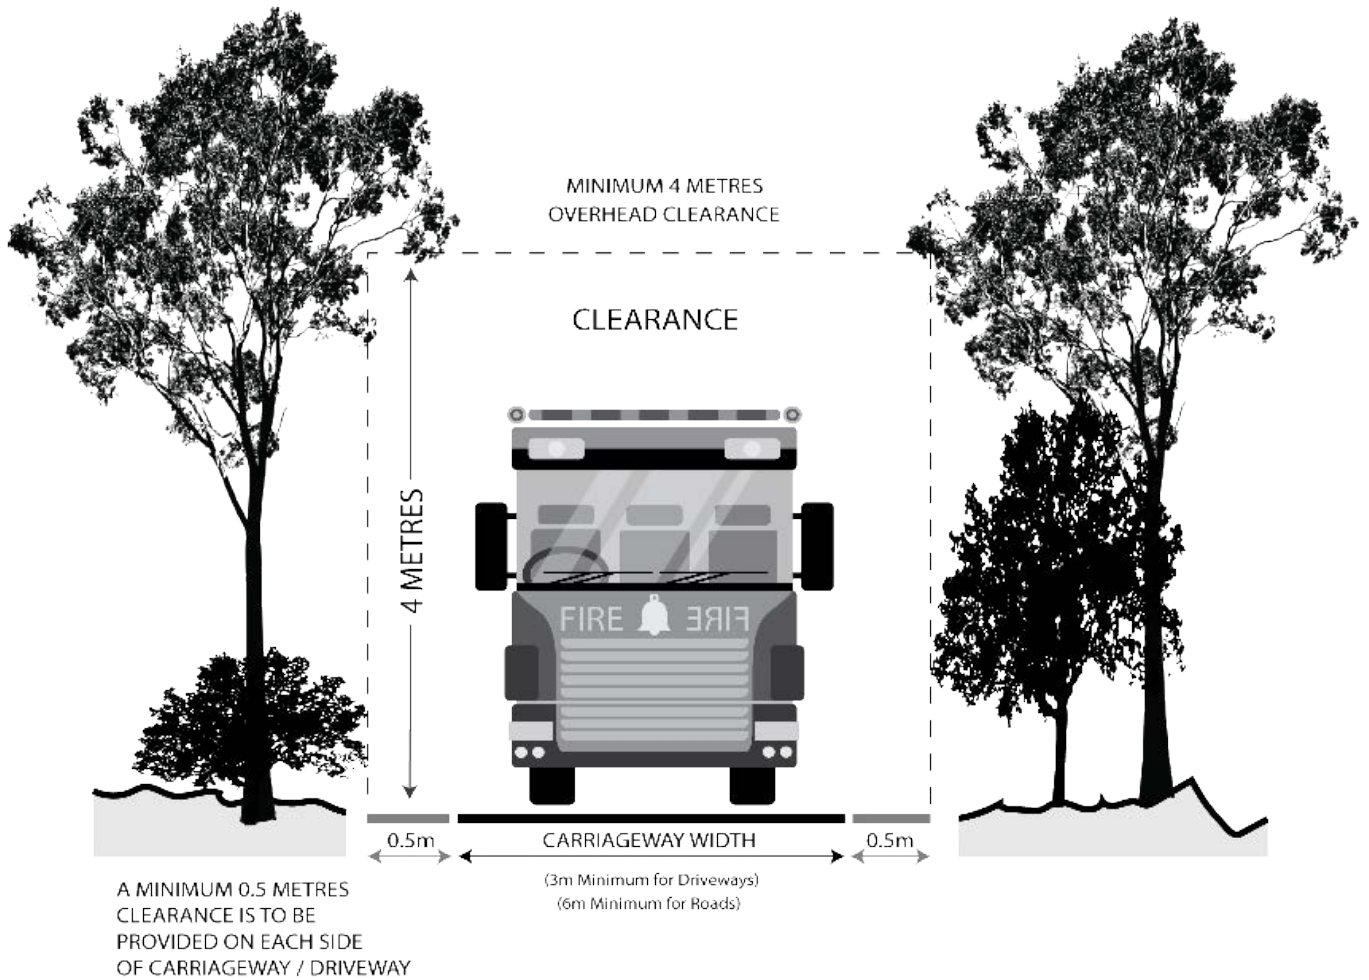 MINIMUM 4 METRES
OVERHEAD CLEARANCE
CLEARANCE
4 METRES
FIRE ƎЯIꟻ
0.5m
CARRIAGEWAY WIDTH
0.5m
(3m Minimum for Driveways)
(6m Minimum for Roads)
A MINIMUM 0.5 METRES
CLEARANCE IS TO BE
PROVIDED ON EACH SIDE
OF CARRIAGEWAY / DRIVEWAY